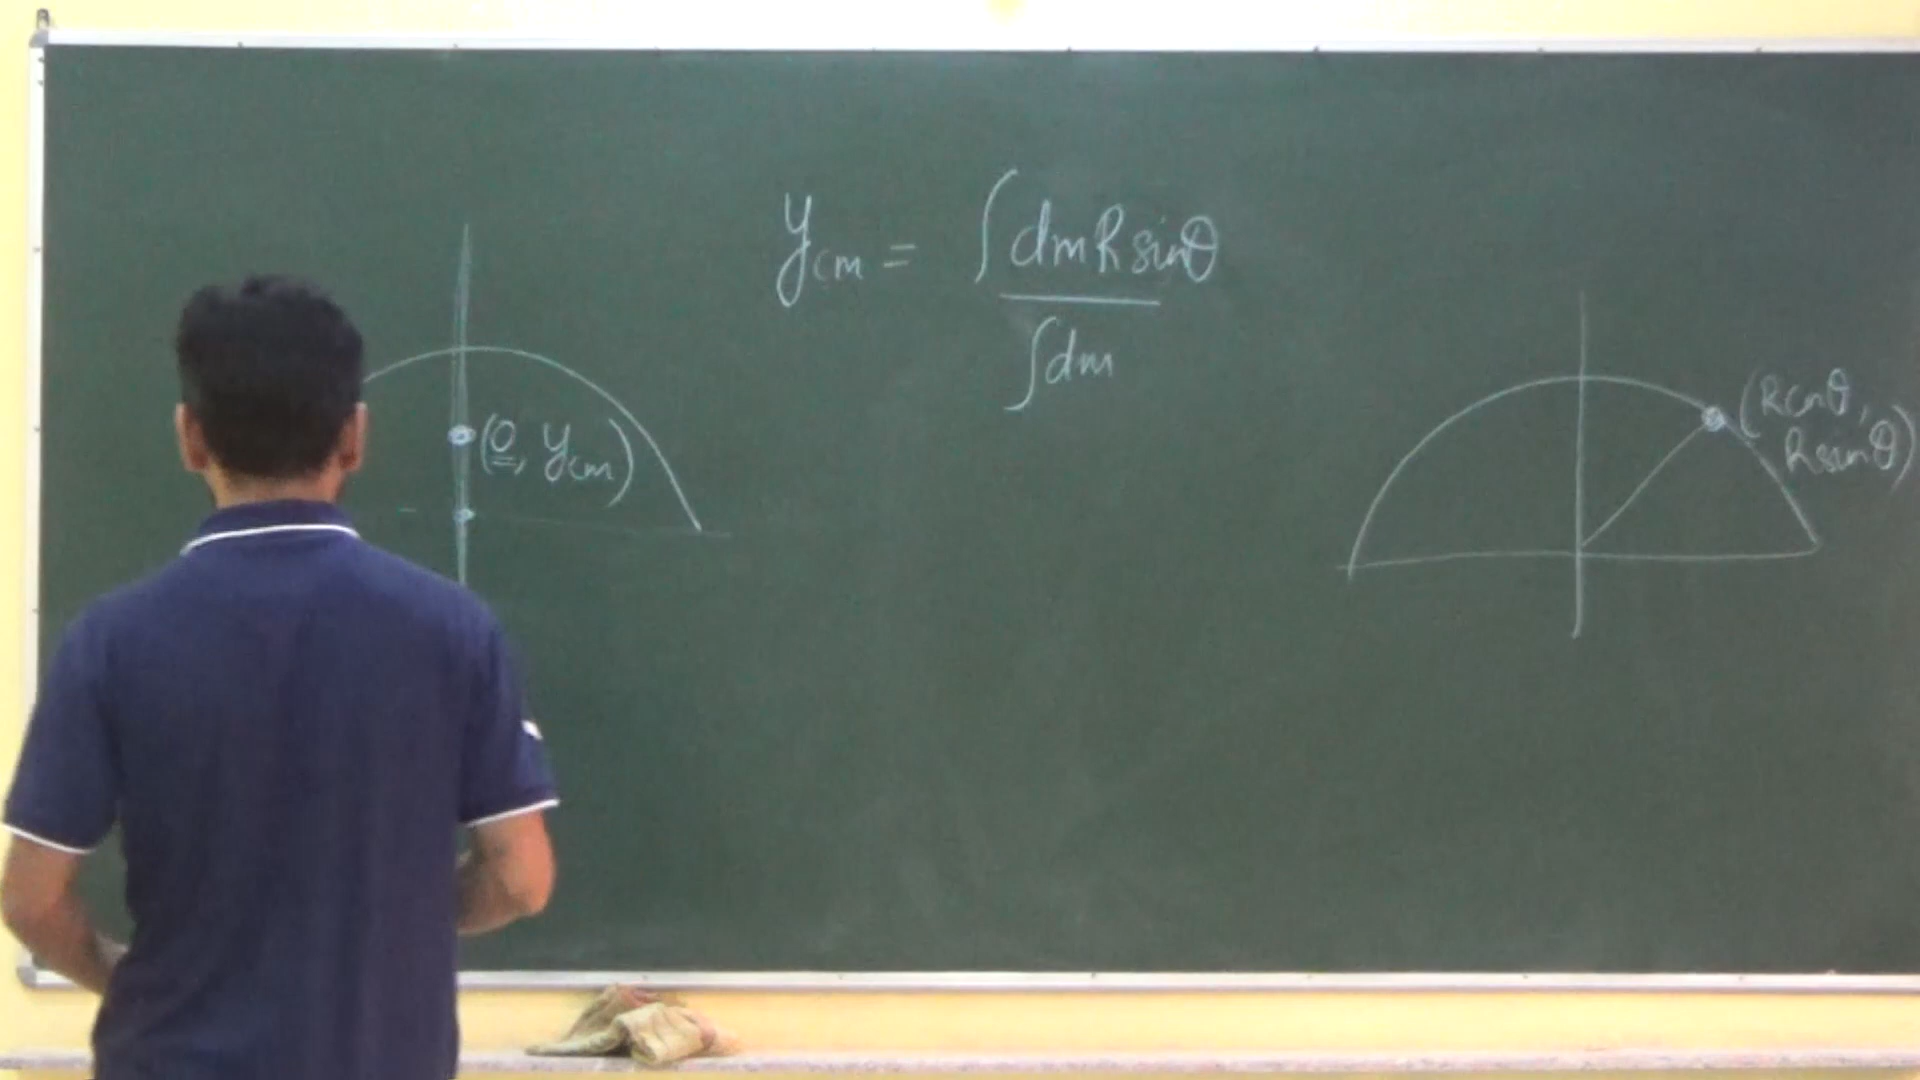 y_cm = ∫dm R sinθ
∫dm
(0, y_cm)
(R cosθ,
R sinθ)